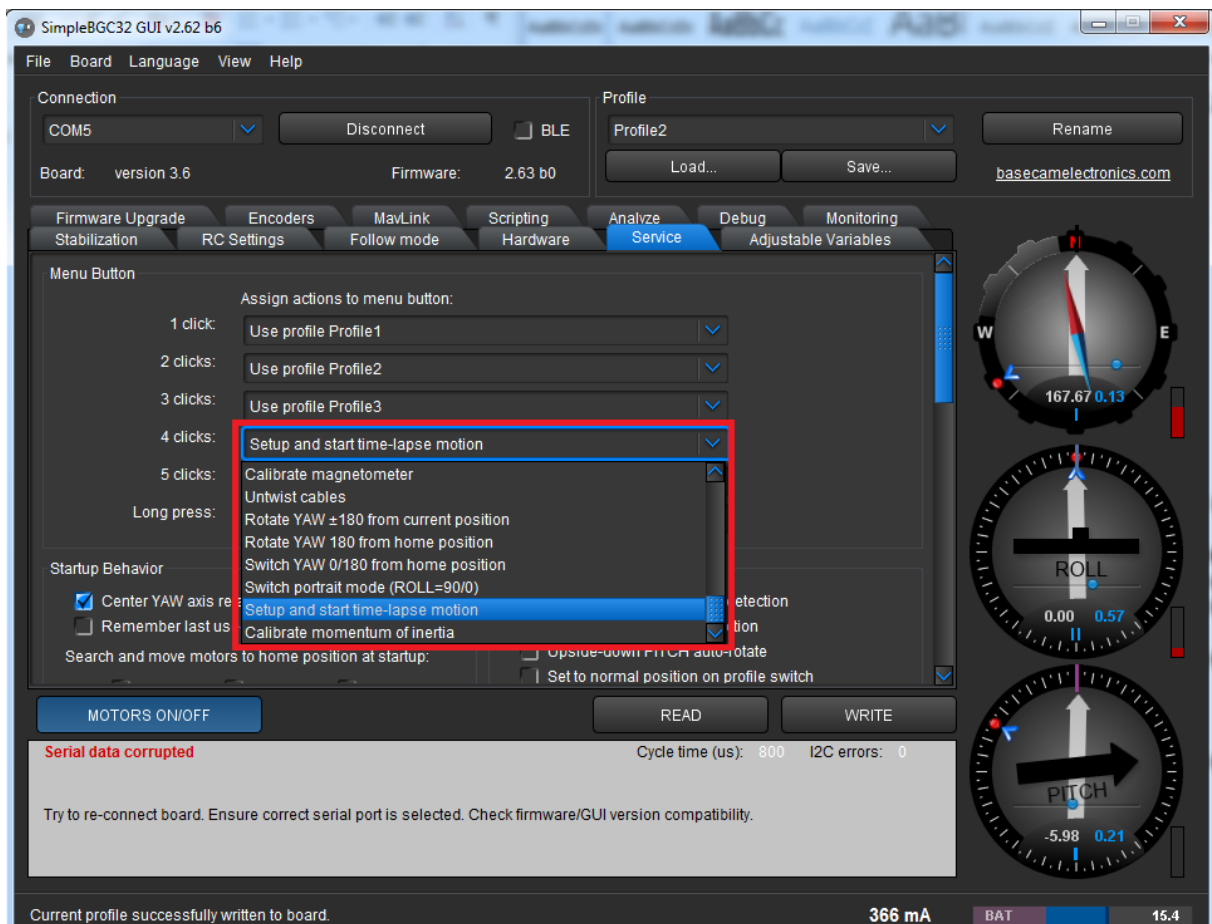 SimpleBGC32 GUI v2.62 b6
File Board Language View Help
Connection
Profile
COM5 Disconnect BLE Profile2 Rename
Board: version 3.6 Firmware: 2.63 b0 Load... Save... basecamelectronics.com
Firmware Upgrade Encoders MavLink Scripting Analyze Debug Monitoring
Stabilization RC Settings Follow mode Hardware Service Adjustable Variables
Menu Button
Assign actions to menu button:
1 click: Use profile Profile1
2 clicks: Use profile Profile2
3 clicks: Use profile Profile3
4 clicks: Setup and start time-lapse motion
5 clicks:
Long press:
Calibrate magnetometer
Untwist cables
Rotate YAW ±180 from current position
Rotate YAW 180 from home position
Switch YAW 0/180 from home position
Switch portrait mode (ROLL=90/0)
Setup and start time-lapse motion
Calibrate momentum of inertia
Startup Behavior
Center YAW axis
Remember last
Search and move motors to home position at startup:
Upside-down PITCH auto-rotate
Set to normal position on profile switch
N
W E
167.67 0.13
ROLL
0.00 0.57
PITCH
-5.98 0.21
MOTORS ON/OFF READ WRITE
Serial data corrupted Cycle time (us): 800 I2C errors: 0
Try to re-connect board. Ensure correct serial port is selected. Check firmware/GUI version compatibility.
Current profile successfully written to board. 366 mA BAT 15.4